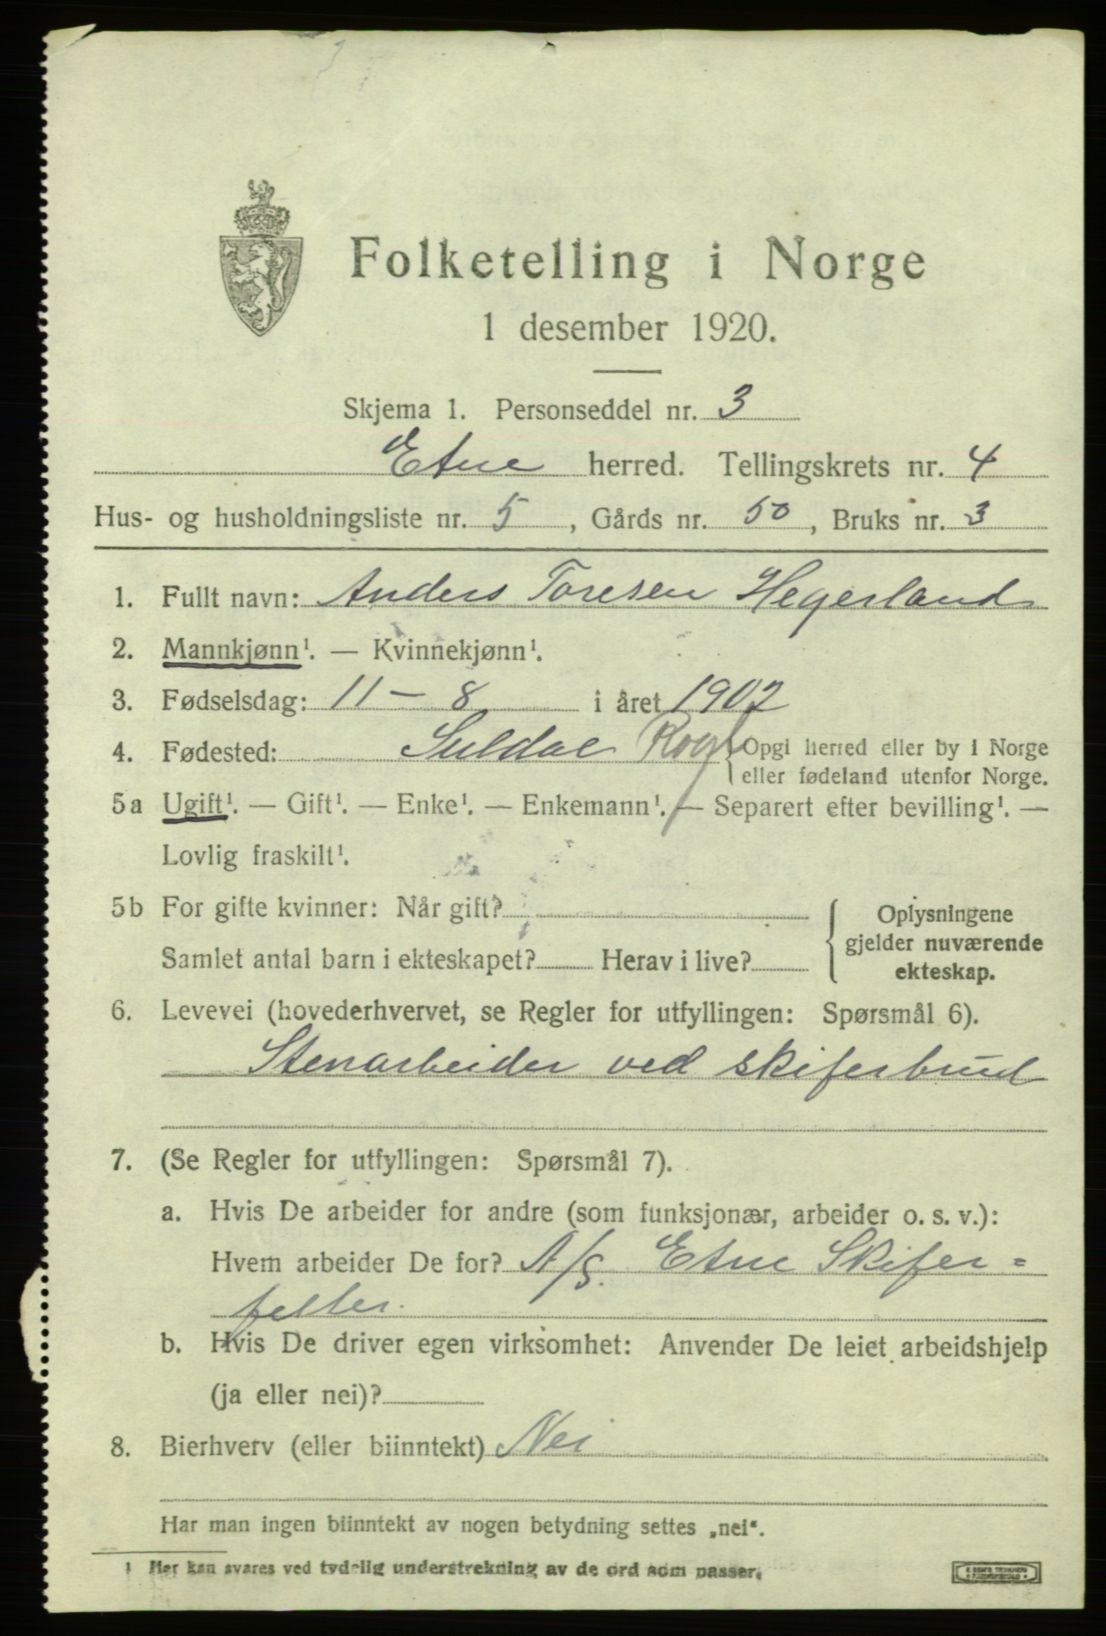 Folketelling i Norge
1 desember 1920.
Skjema 1. Personseddel nr. 3
Etne herred. Tellingskrets nr. 4
Hus- og husholdningsliste nr. 5, Gårds nr. 50, Bruks nr. 3
1. Fullt navn: Anders Toresen Hegerland
2. Mannkjønn¹. — Kvinnekjønn¹.
3. Fødselsdag: 11 – 8 i året 1902
4. Fødested: Suldal Rogl { Opgi herred eller by i Norge
eller fødeland utenfor Norge.
5a Ugift¹. — Gift¹. — Enke¹. — Enkemann¹. — Separert efter bevilling¹. —
Lovlig fraskilt¹.
5b For gifte kvinner: Når gift?
Samlet antal barn i ekteskapet? Herav i live?
{ Oplysningene
gjelder nuværende
ekteskap.
6. Levevei (hovederhvervet, se Regler for utfyllingen: Spørsmål 6).
Stenarbeider ved skiferbrud
7. (Se Regler for utfyllingen: Spørsmål 7).
a. Hvis De arbeider for andre (som funksjonær, arbeider o. s. v.):
Hvem arbeider De for? A/S. Etne Skifer=
felter.
b. Hvis De driver egen virksomhet: Anvender De leiet arbeidshjelp
(ja eller nei)?
8. Bierhverv (eller biinntekt) Nei
Har man ingen biinntekt av nogen betydning settes „nei“.
1 Her kan svares ved tydelig understrekning av de ord som passer.